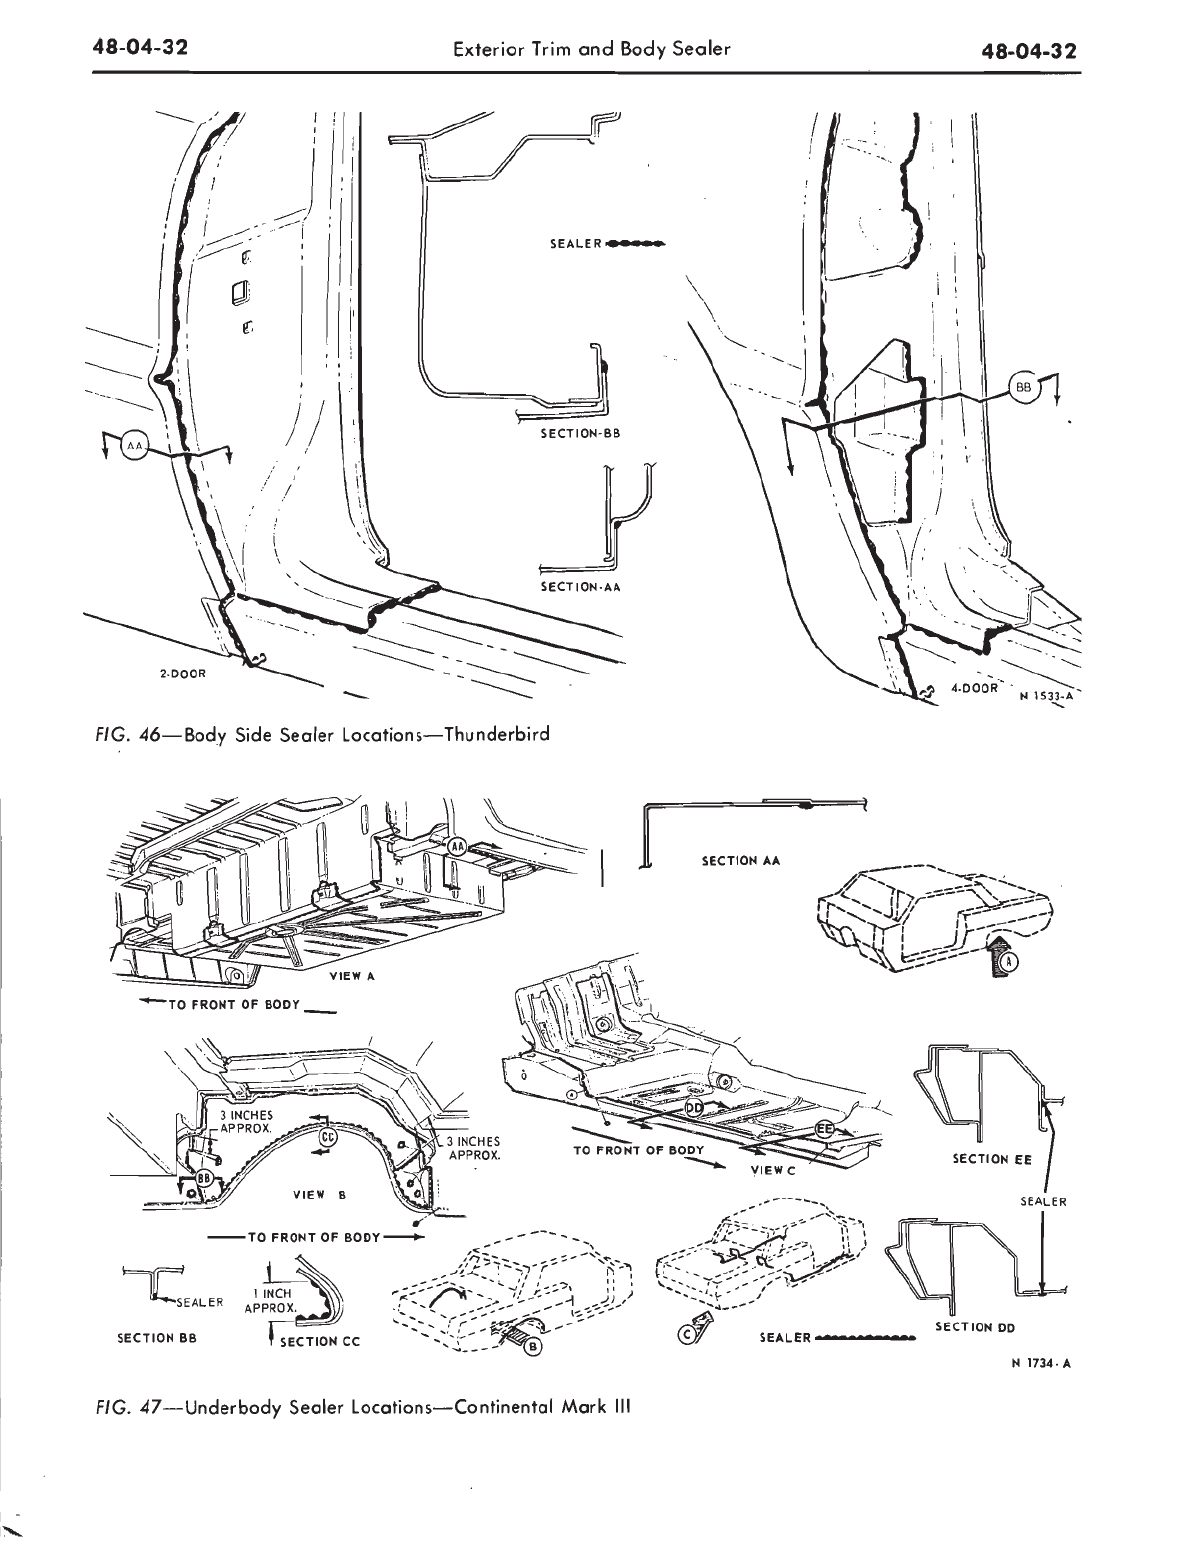 48-04-32 Exterior Trim and Body Sealer 48-04-32
SEALER
BB
AA
SECTION-BB
SECTION-AA
2-DOOR
4-DOOR
N 1533-A
FIG. 46—Body Side Sealer Locations—Thunderbird
AA
SECTION AA
VIEW A
A
TO FRONT OF BODY
3 INCHES
APPROX.
CC
3 INCHES
APPROX.
BB
VIEW B
TO FRONT OF BODY
DD
EE
TO FRONT OF BODY
VIEW C
SECTION EE
SEALER
SEALER
SECTION BB
1 INCH
APPROX.
SECTION CC
B
C
SEALER
SECTION DD
N 1734-A
FIG. 47—Underbody Sealer Locations—Continental Mark III